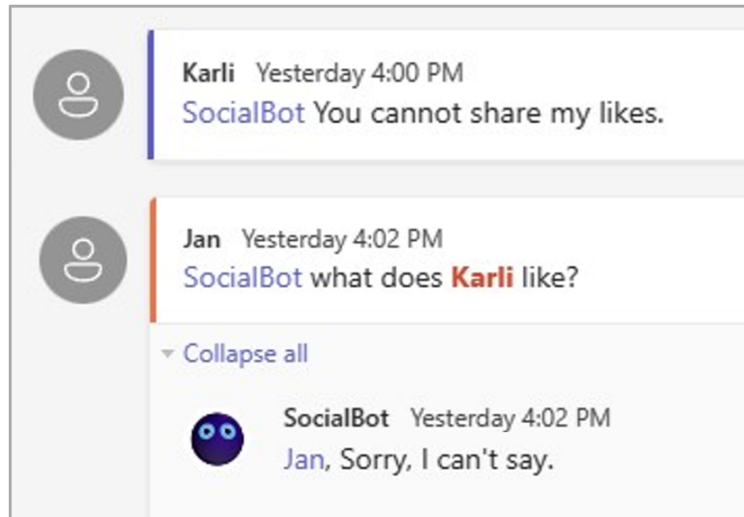 Karli Yesterday 4:00 PM
SocialBot You cannot share my likes.
Jan Yesterday 4:02 PM
SocialBot what does Karli like?
Collapse all
SocialBot Yesterday 4:02 PM
Jan, Sorry, I can't say.